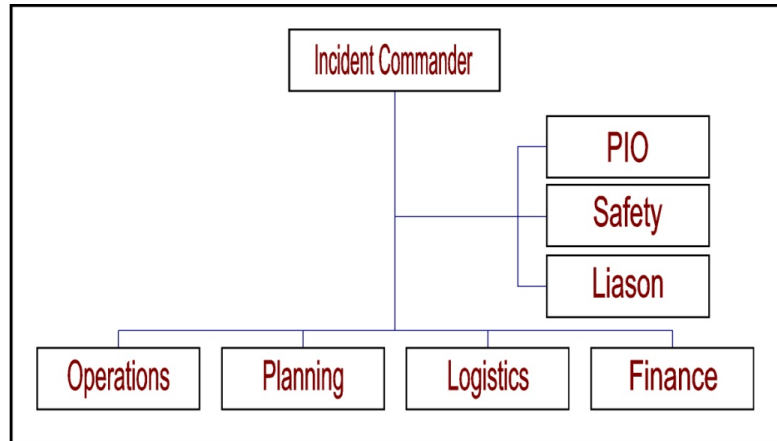 Incident Commander
PIO
Safety
Liason
Operations
Planning
Logistics
Finance